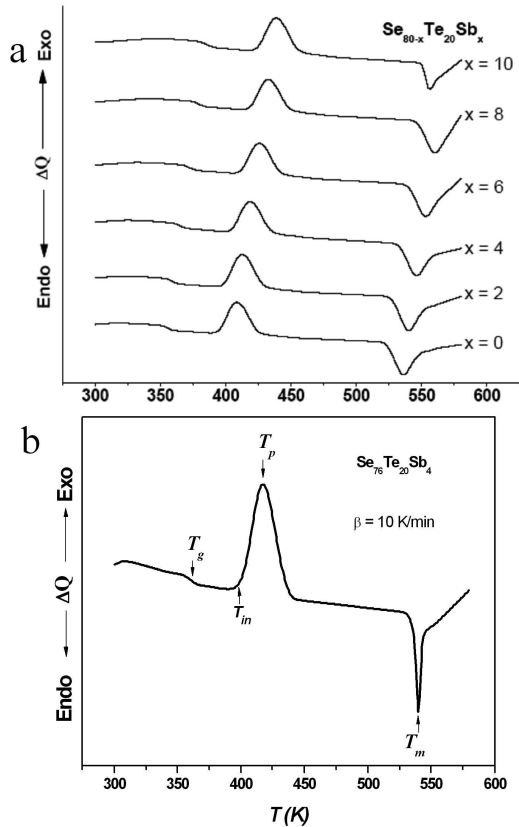 a
Se80-xTe20Sbx
x = 10
x = 8
x = 6
x = 4
x = 2
x = 0
Endo ΔQ Exo
300 350 400 450 500 550 600
b
Tp
Se76Te20Sb4
β = 10 K/min
Tg
Tin
Tm
Endo ΔQ Exo
300 350 400 450 500 550 600
T (K)